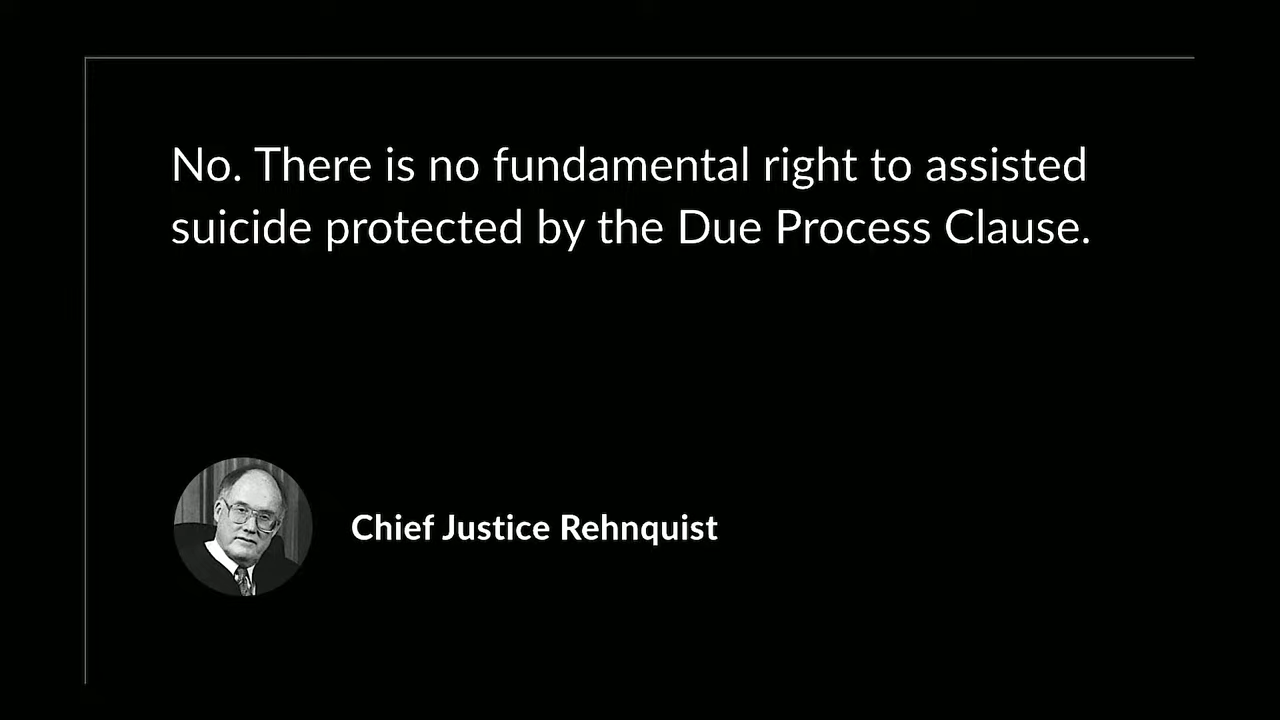 No. There is no fundamental right to assisted
suicide protected by the Due Process Clause.
Chief Justice Rehnquist